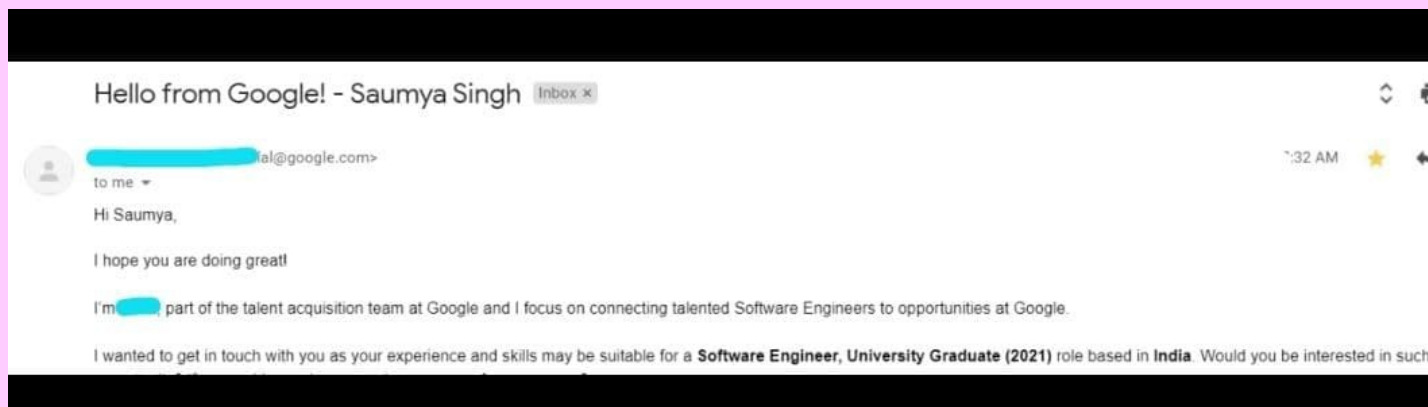 Hello from Google! - Saumya Singh Inbox x
al@google.com>
:32 AM
to me
Hi Saumya,
I hope you are doing great!
I'm part of the talent acquisition team at Google and I focus on connecting talented Software Engineers to opportunities at Google.
I wanted to get in touch with you as your experience and skills may be suitable for a Software Engineer, University Graduate (2021) role based in India. Would you be interested in such